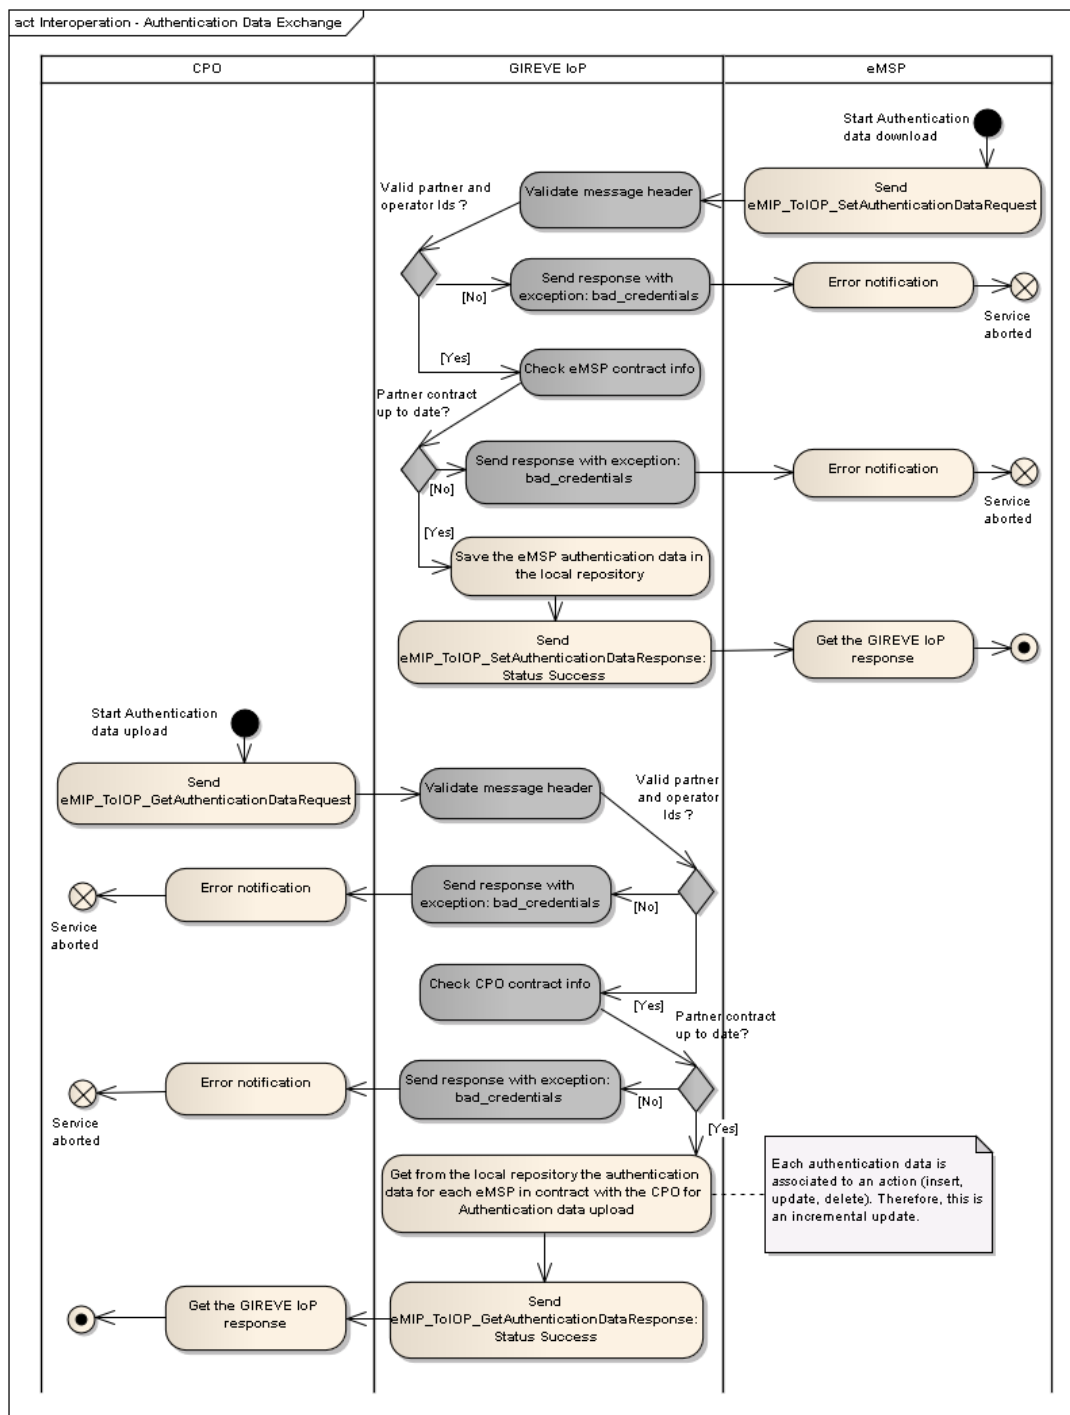 act Interoperation - Authentication Data Exchange
CPO
GIREVE IoP
eMSP
Start Authentication
data download
Send
eMIP_ToIOP_SetAuthenticationDataRequest
Validate message header
Valid partner and
operator Ids ?
[No]
Send response with
exception: bad_credentials
Error notification
Service
aborted
[Yes]
Check eMSP contract info
Partner contract
up to date?
[No]
Send response with exception:
bad_credentials
Error notification
Service
aborted
[Yes]
Save the eMSP authentication data in
the local repository
Send
eMIP_ToIOP_SetAuthenticationDataResponse:
Status Success
Get the GIREVE IoP
response
Start Authentication
data upload
Send
eMIP_ToIOP_GetAuthenticationDataRequest
Validate message header
Valid partner
and operator
Ids ?
[No]
Send response with
exception: bad_credentials
Error notification
Service
aborted
[Yes]
Check CPO contract info
Partner contract
up to date?
[No]
Send response with exception:
bad_credentials
Error notification
Service
aborted
[Yes]
Get from the local repository the authentication
data for each eMSP in contract with the CPO for
Authentication data upload
Each authentication data is
associated to an action (insert,
update, delete). Therefore, this is
an incremental update.
Send
eMIP_ToIOP_GetAuthenticationDataResponse:
Status Success
Get the GIREVE IoP
response